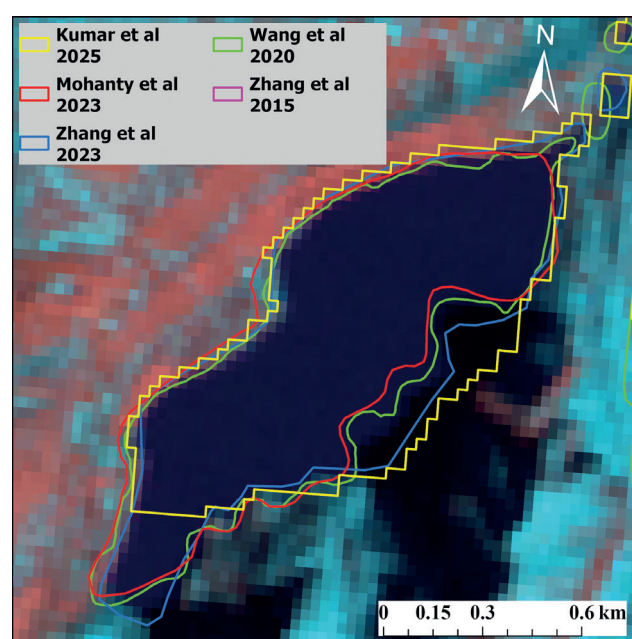 Kumar et al
2025
Mohanty et al
2023
Zhang et al
2023
Wang et al
2020
Zhang et al
2015
N
0 0.15 0.3 0.6 km